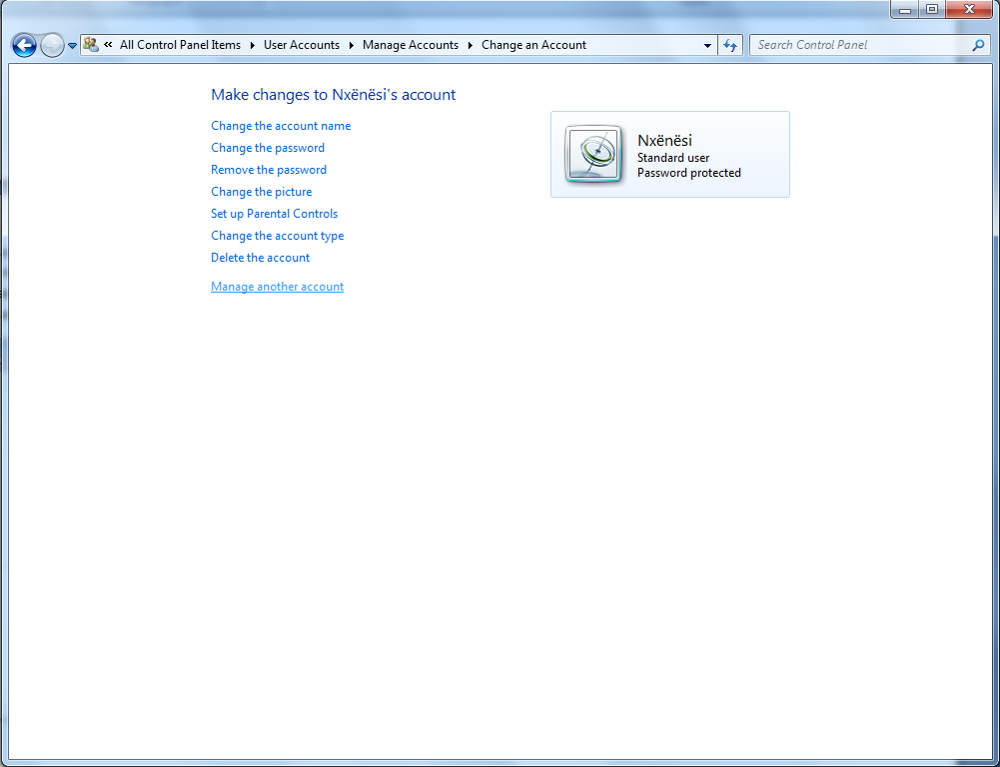 « All Control Panel Items ▸ User Accounts ▸ Manage Accounts ▸ Change an Account
Search Control Panel
Make changes to Nxënësi's account
Change the account name
Change the password
Remove the password
Change the picture
Set up Parental Controls
Change the account type
Delete the account
Manage another account
Nxënësi
Standard user
Password protected